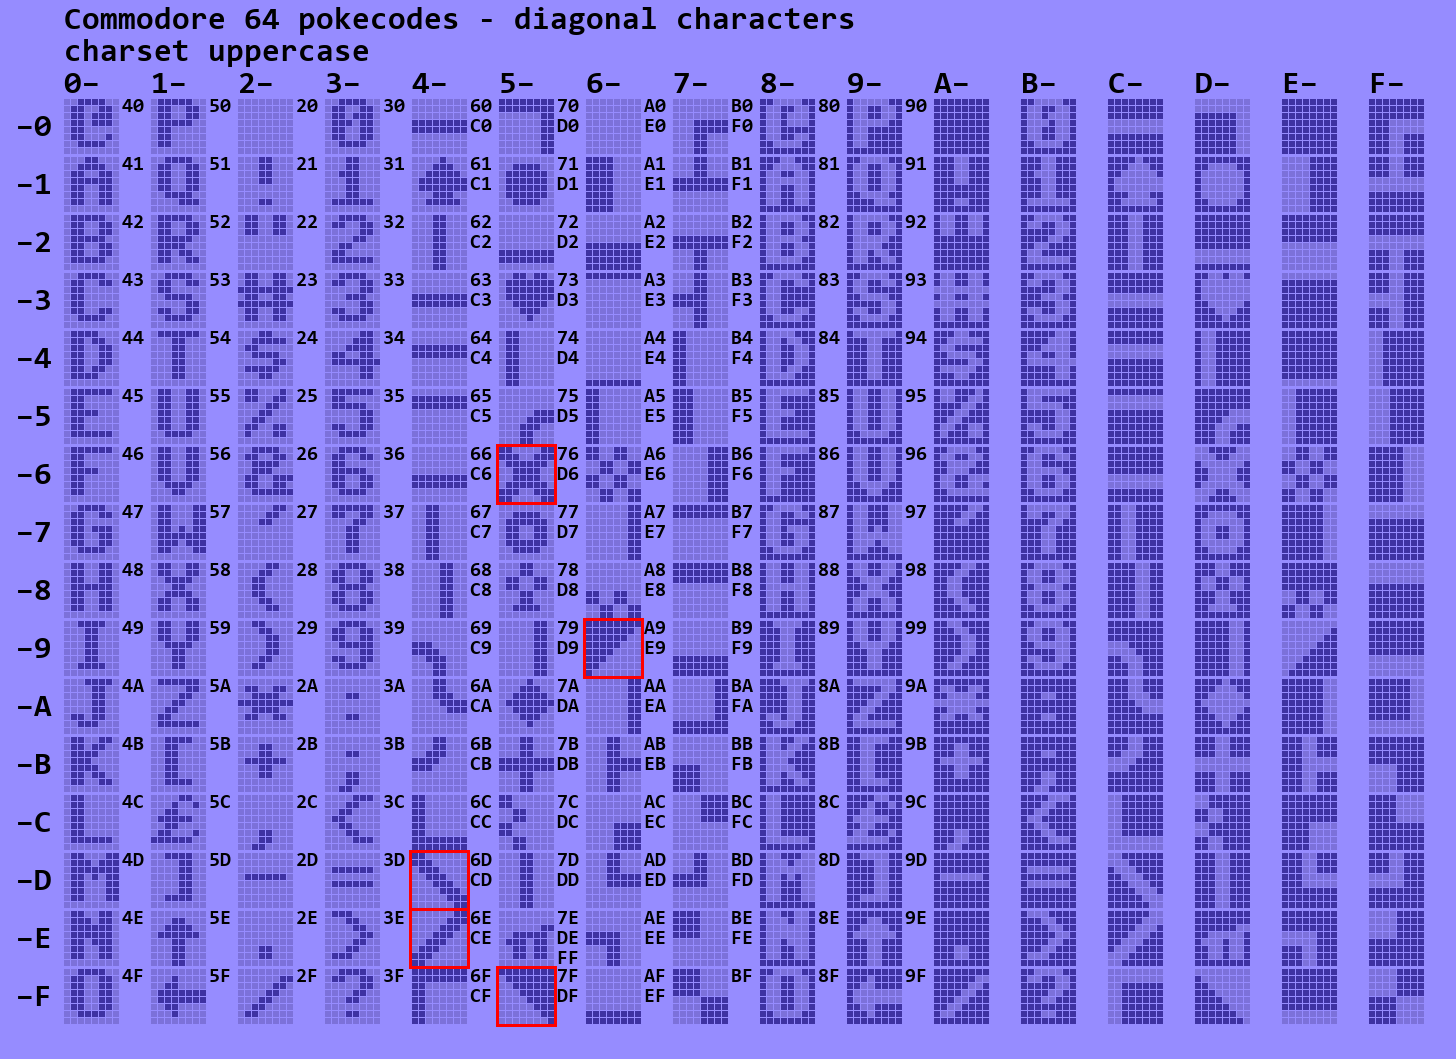 Commodore 64 pokecodes - diagonal characters
charset uppercase
0- 1- 2- 3- 4- 5- 6- 7- 8- 9- A- B- C- D- E- F-
40 50 20 30 60 70 A0 B0 80 90
-0 C0 D0 E0 F0
41 51 21 31 61 71 A1 B1 81 91
-1 C1 D1 E1 F1
42 52 22 32 62 72 A2 B2 82 92
-2 C2 D2 E2 F2
43 53 23 33 63 73 A3 B3 83 93
-3 C3 D3 E3 F3
44 54 24 34 64 74 A4 B4 84 94
-4 C4 D4 E4 F4
45 55 25 35 65 75 A5 B5 85 95
-5 C5 D5 E5 F5
46 56 26 36 66 76 A6 B6 86 96
-6 C6 D6 E6 F6
47 57 27 37 67 77 A7 B7 87 97
-7 C7 D7 E7 F7
48 58 28 38 68 78 A8 B8 88 98
-8 C8 D8 E8 F8
49 59 29 39 69 79 A9 B9 89 99
-9 C9 D9 E9 F9
4A 5A 2A 3A 6A 7A AA BA 8A 9A
-A CA DA EA FA
4B 5B 2B 3B 6B 7B AB BB 8B 9B
-B CB DB EB FB
4C 5C 2C 3C 6C 7C AC BC 8C 9C
-C CC DC EC FC
4D 5D 2D 3D 6D 7D AD BD 8D 9D
-D CD DD ED FD
4E 5E 2E 3E 6E 7E AE BE 8E 9E
-E CE DE EE FE
FF
4F 5F 2F 3F 6F 7F AF BF 8F 9F
-F CF DF EF